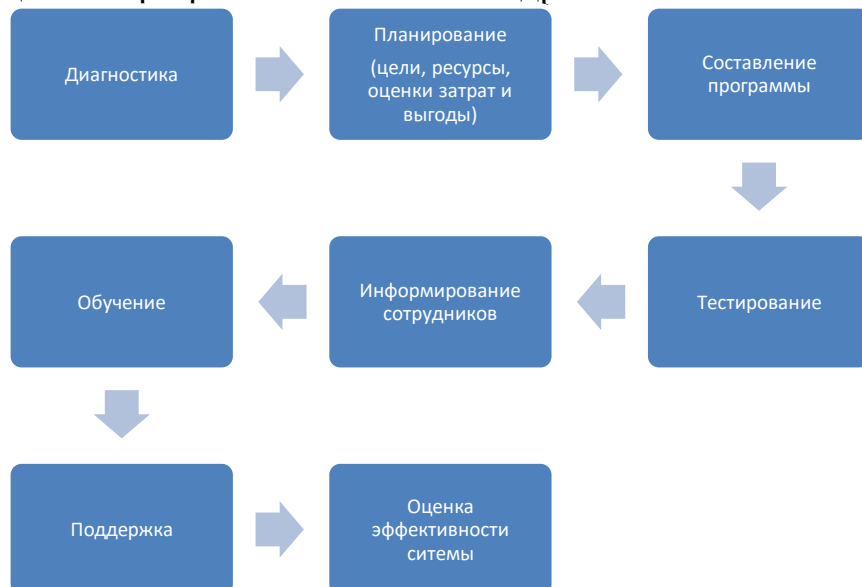 Диагностика
Планирование
(цели, ресурсы,
оценки затрат и
выгоды)
Составление
программы
Тестирование
Информирование
сотрудников
Обучение
Поддержка
Оценка
эффективности
ситемы